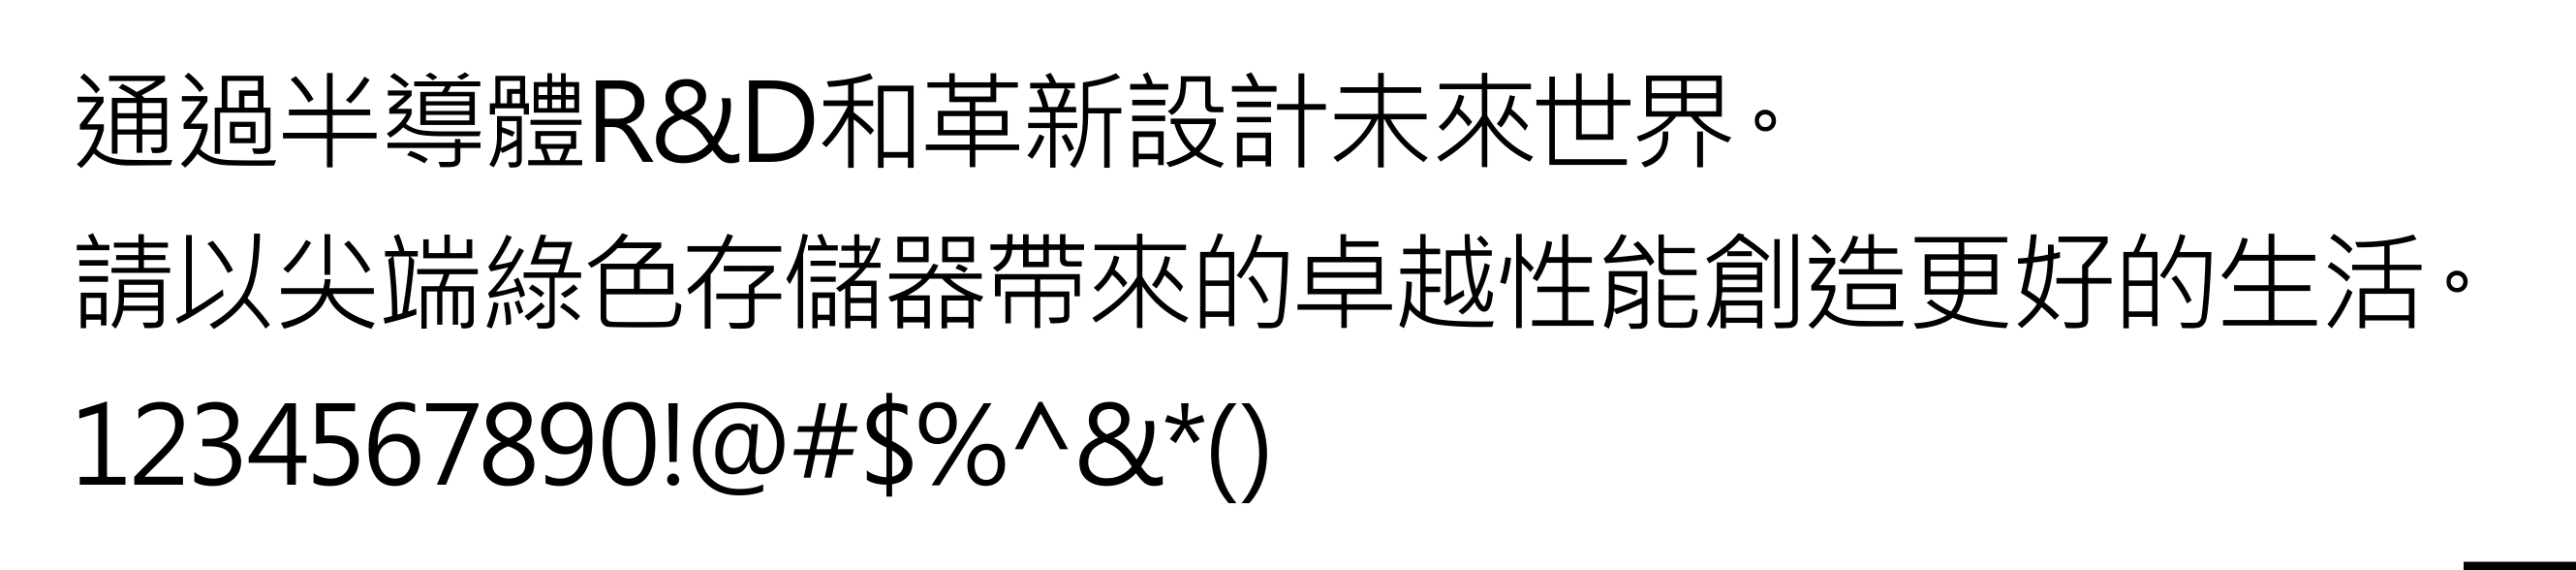 通過半導體R&D和革新設計未來世界。
請以尖端綠色存儲器帶來的卓越性能創造更好的生活。
1234567890!@#$%^&*()